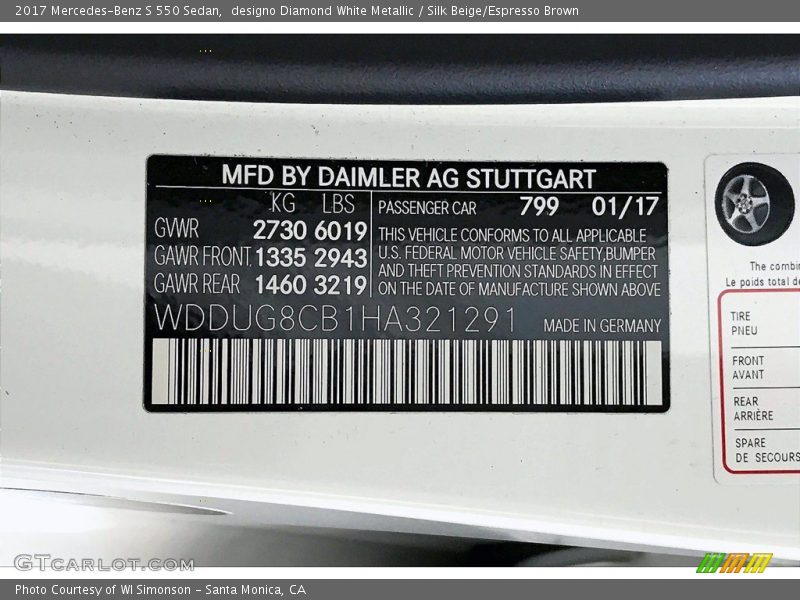 2017 Mercedes-Benz S 550 Sedan,  designo Diamond White Metallic / Silk Beige/Espresso Brown
MFD BY DAIMLER AG STUTTGART
KG LBS
GVWR 2730 6019
GAWR FRONT 1335 2943
GAWR REAR 1460 3219
PASSENGER CAR 799 01/17
THIS VEHICLE CONFORMS TO ALL APPLICABLE
U.S. FEDERAL MOTOR VEHICLE SAFETY,BUMPER
AND THEFT PREVENTION STANDARDS IN EFFECT
ON THE DATE OF MANUFACTURE SHOWN ABOVE
WDDUG8CB1HA321291 MADE IN GERMANY
The combin
Le poids total de
TIRE
PNEU
FRONT
AVANT
REAR
ARRIÈRE
SPARE
DE SECOURS
GTCARLOT.COM
Photo Courtesy of WI Simonson - Santa Monica, CA